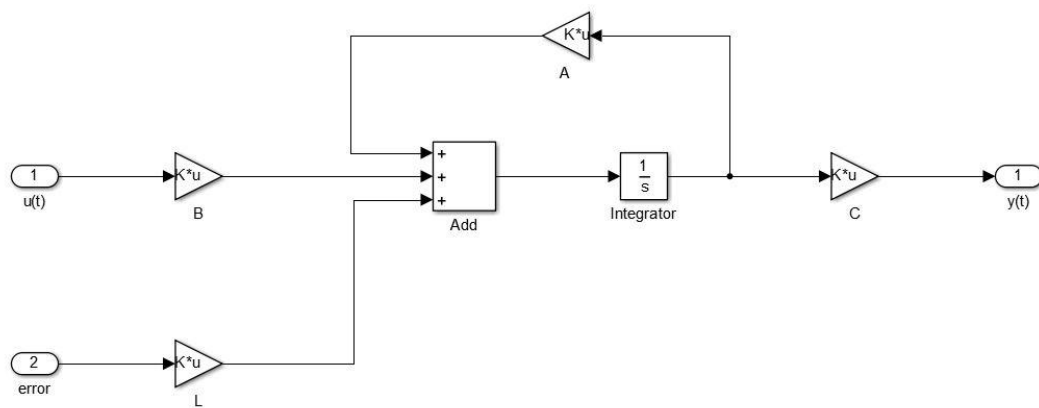 K*u
A
1
u(t)
K*u
B
+
+
+
Add
1
s
Integrator
K*u
C
1
y(t)
2
error
K*u
L